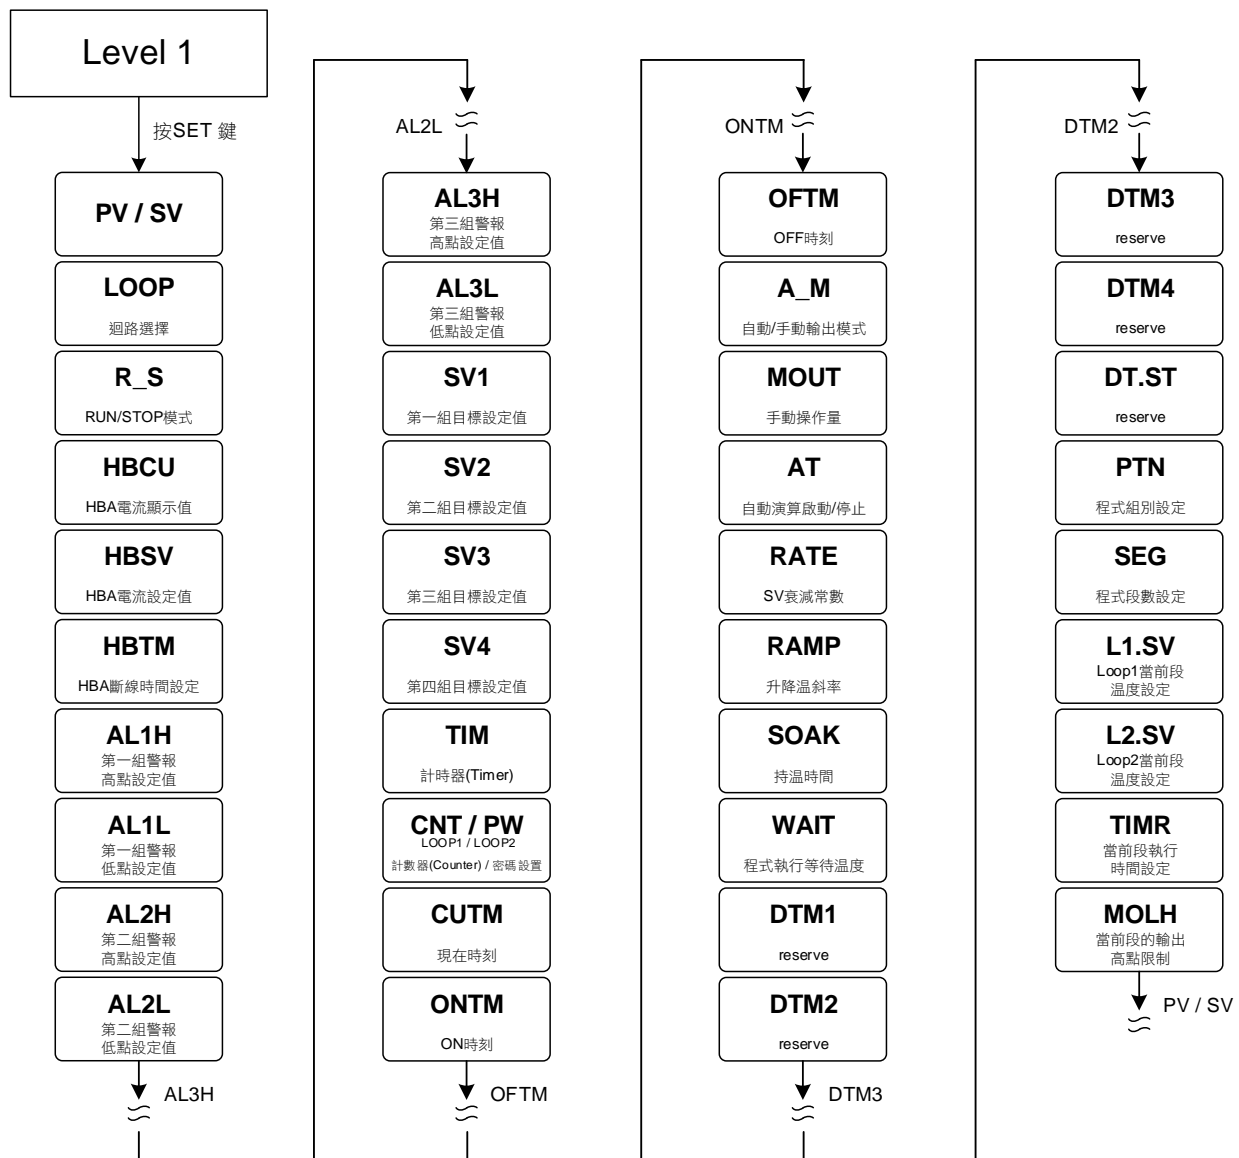 Level 1
按SET 鍵
PV / SV
LOOP
迴路選擇
R_S
RUN/STOP模式
HBCU
HBA電流顯示值
HBSV
HBA電流設定值
HBTM
HBA斷線時間設定
AL1H
第一組警報
高點設定值
AL1L
第一組警報
低點設定值
AL2H
第二組警報
高點設定值
AL2L
第二組警報
低點設定值
AL3H
AL2L
AL3H
第三組警報
高點設定值
AL3L
第三組警報
低點設定值
SV1
第一組目標設定值
SV2
第二組目標設定值
SV3
第三組目標設定值
SV4
第四組目標設定值
TIM
計時器(Timer)
CNT / PW
LOOP1 / LOOP2
計數器(Counter) / 密碼設置
CUTM
現在時刻
ONTM
ON時刻
OFTM
ONTM
OFTM
OFF時刻
A_M
自動/手動輸出模式
MOUT
手動操作量
AT
自動演算啟動/停止
RATE
SV衰減常數
RAMP
升降温斜率
SOAK
持温時間
WAIT
程式執行等待温度
DTM1
reserve
DTM2
reserve
DTM3
DTM2
DTM3
reserve
DTM4
reserve
DT.ST
reserve
PTN
程式組別設定
SEG
程式段數設定
L1.SV
Loop1當前段
温度設定
L2.SV
Loop2當前段
温度設定
TIMR
當前段執行
時間設定
MOLH
當前段的輸出
高點限制
PV / SV